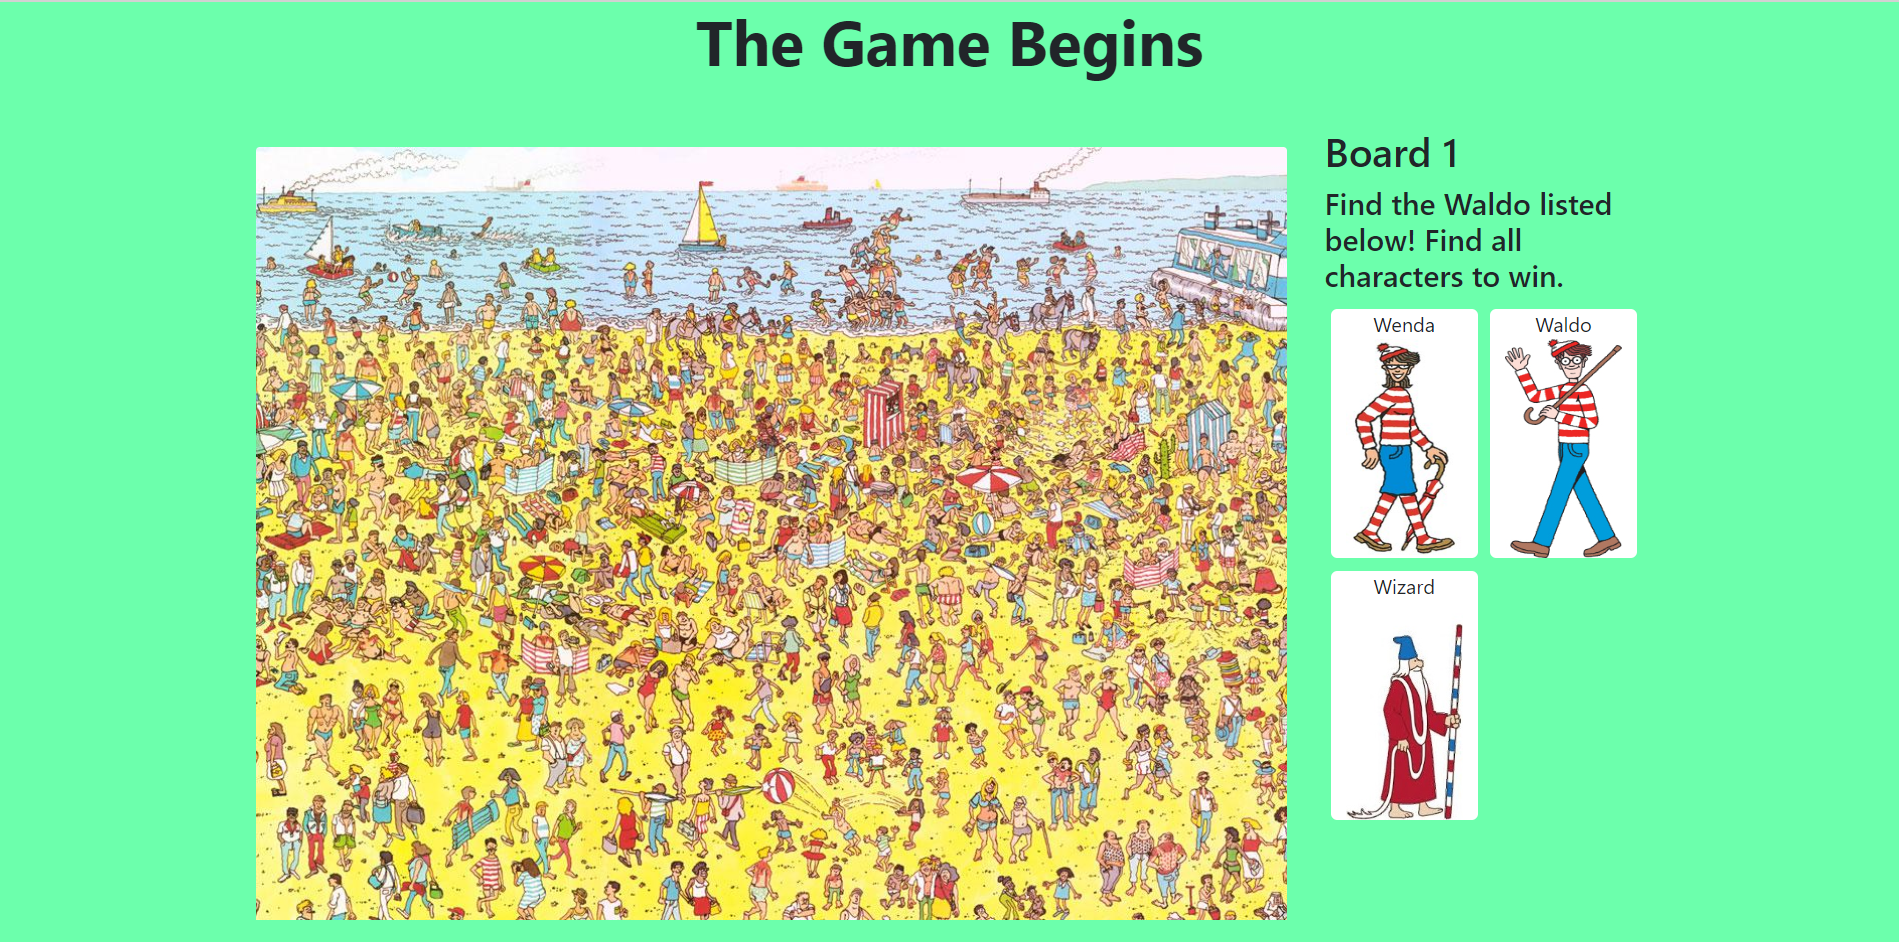 The Game Begins
Board 1
Find the Waldo listed
below! Find all
characters to win.
Wenda
Waldo
Wizard